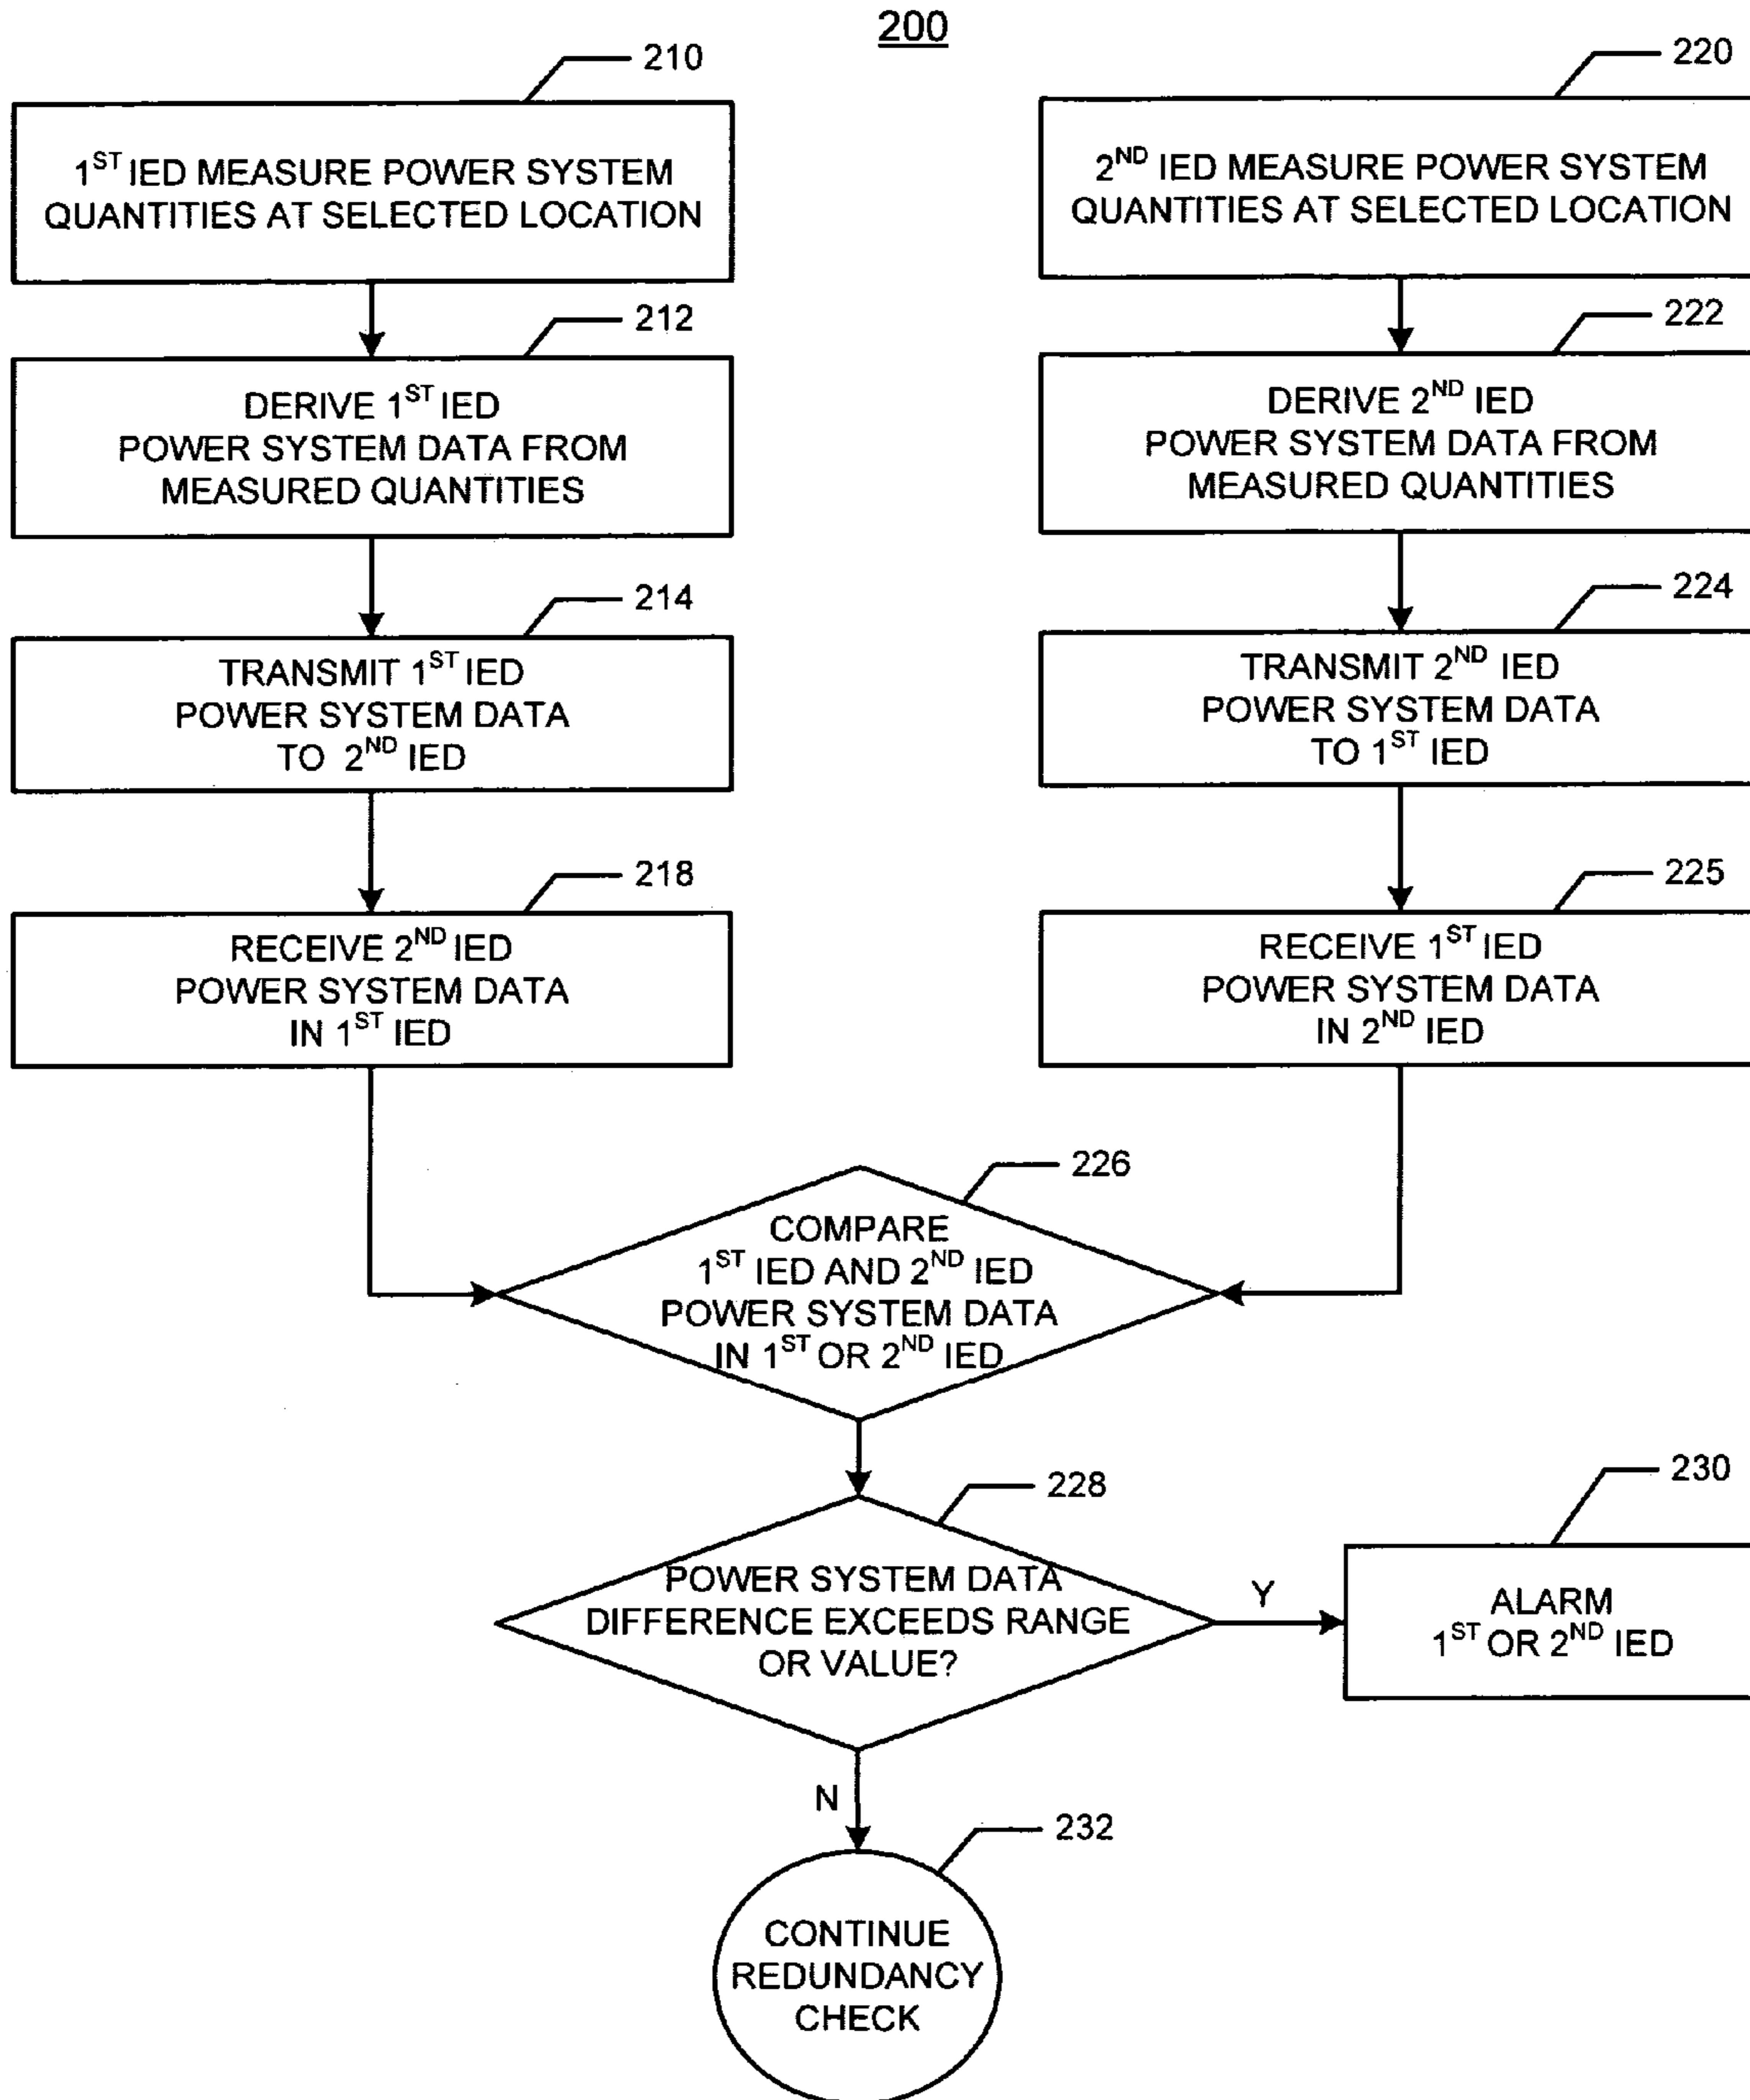 200
210
1ST IED MEASURE POWER SYSTEM
QUANTITIES AT SELECTED LOCATION
220
2ND IED MEASURE POWER SYSTEM
QUANTITIES AT SELECTED LOCATION
212
DERIVE 1ST IED
POWER SYSTEM DATA FROM
MEASURED QUANTITIES
222
DERIVE 2ND IED
POWER SYSTEM DATA FROM
MEASURED QUANTITIES
214
TRANSMIT 1ST IED
POWER SYSTEM DATA
TO 2ND IED
224
TRANSMIT 2ND IED
POWER SYSTEM DATA
TO 1ST IED
218
RECEIVE 2ND IED
POWER SYSTEM DATA
IN 1ST IED
225
RECEIVE 1ST IED
POWER SYSTEM DATA
IN 2ND IED
226
COMPARE
1ST IED AND 2ND IED
POWER SYSTEM DATA
IN 1ST OR 2ND IED
228
POWER SYSTEM DATA
DIFFERENCE EXCEEDS RANGE
OR VALUE?
Y
230
ALARM
1ST OR 2ND IED
N
232
CONTINUE
REDUNDANCY
CHECK